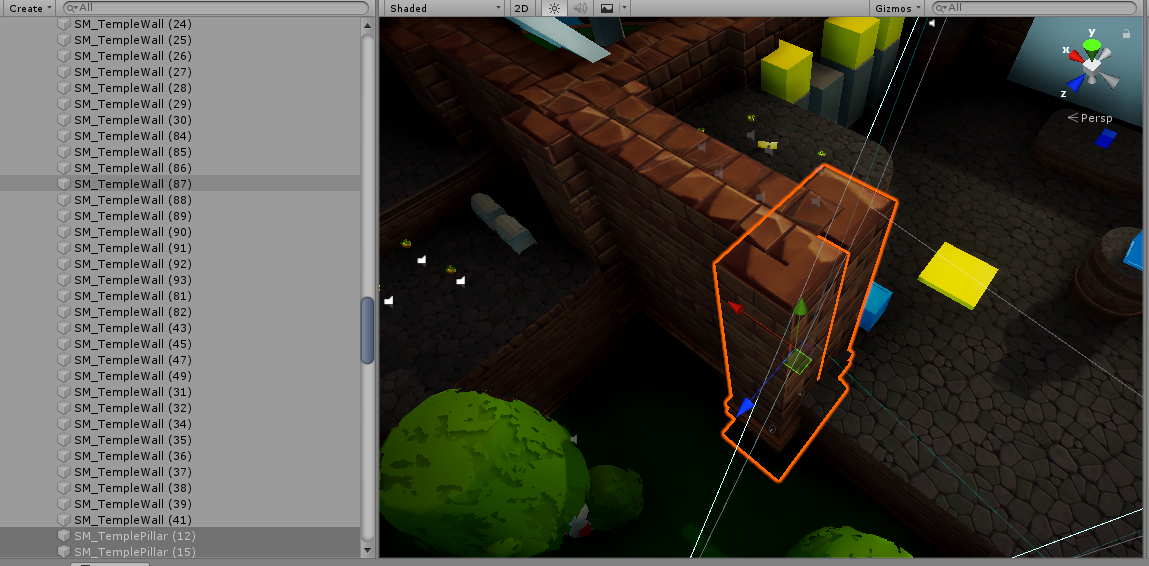 Create All Shaded 2D Gizmos All
SM_TempleWall (24)
SM_TempleWall (25)
SM_TempleWall (26)
SM_TempleWall (27)
SM_TempleWall (28)
SM_TempleWall (29)
SM_TempleWall (30)
SM_TempleWall (84)
SM_TempleWall (85)
SM_TempleWall (86)
SM_TempleWall (87)
SM_TempleWall (88)
SM_TempleWall (89)
SM_TempleWall (90)
SM_TempleWall (91)
SM_TempleWall (92)
SM_TempleWall (93)
SM_TempleWall (81)
SM_TempleWall (82)
SM_TempleWall (43)
SM_TempleWall (45)
SM_TempleWall (47)
SM_TempleWall (49)
SM_TempleWall (31)
SM_TempleWall (32)
SM_TempleWall (34)
SM_TempleWall (35)
SM_TempleWall (36)
SM_TempleWall (37)
SM_TempleWall (38)
SM_TempleWall (39)
SM_TempleWall (41)
SM_TemplePillar (12)
SM_TemplePillar (15)
y
x
z
Persp